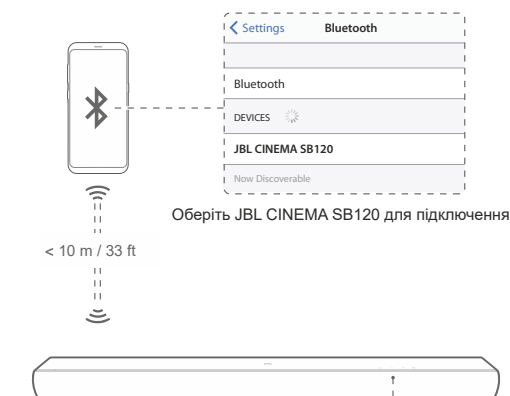 Settings Bluetooth
Bluetooth
DEVICES
JBL CINEMA SB120
Now Discoverable
Оберіть JBL CINEMA SB120 для підключення
< 10 m / 33 ft